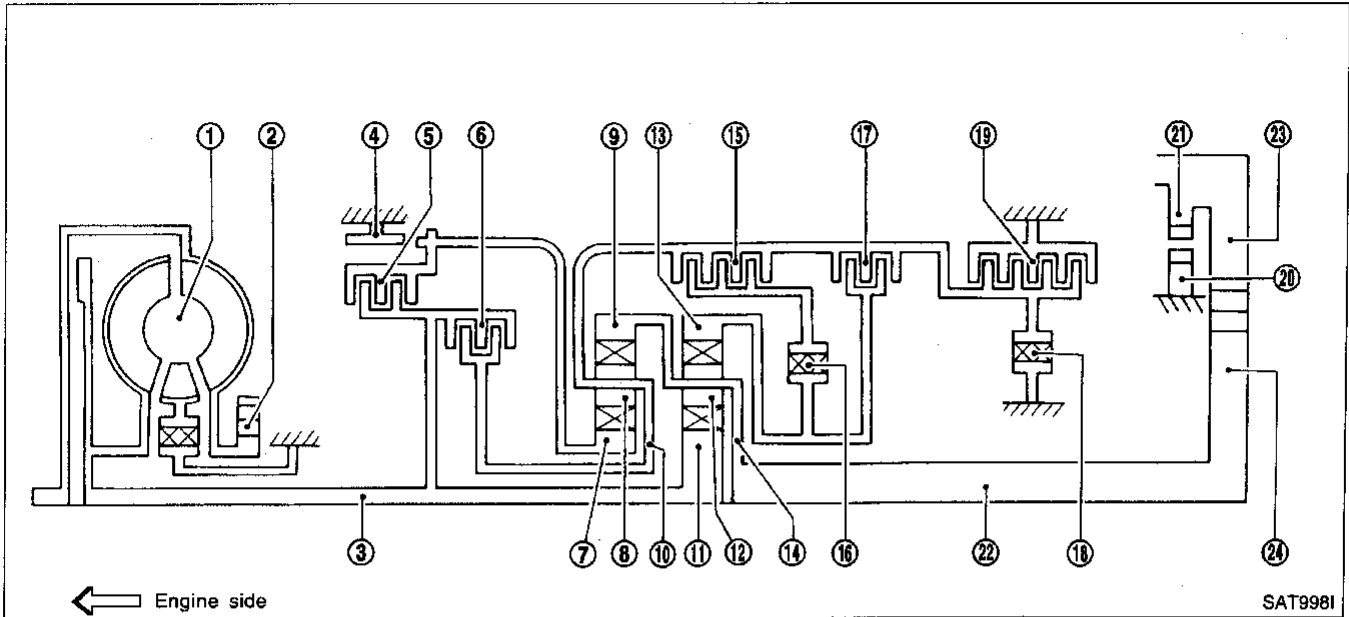 ① ② ④ ⑤ ⑥ ⑨ ⑬ ⑮ ⑰ ⑲ ㉑ ㉓
⑳
③ ⑦ ⑧ ⑩ ⑪ ⑫ ⑭ ⑯ ㉒ ⑱ ㉔
Engine side
SAT998I